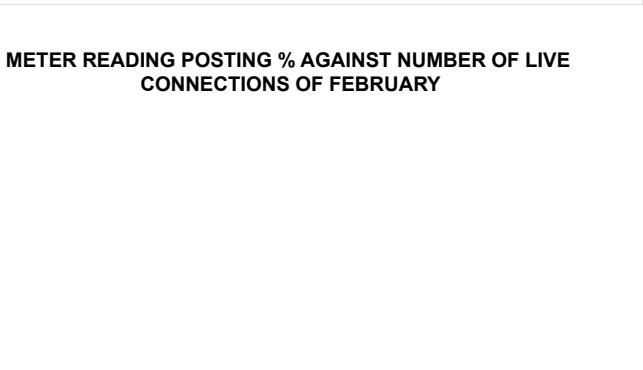 METER READING POSTING % AGAINST NUMBER OF LIVE
CONNECTIONS OF FEBRUARY